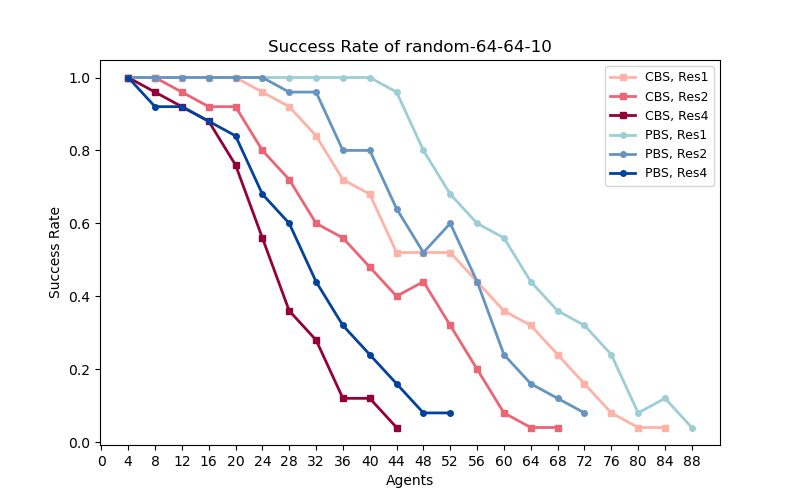 Success Rate of random-64-64-10
CBS, Res1
CBS, Res2
CBS, Res4
PBS, Res1
PBS, Res2
PBS, Res4
Success Rate
1.0
0.8
0.6
0.4
0.2
0.0
0 4 8 12 16 20 24 28 32 36 40 44 48 52 56 60 64 68 72 76 80 84 88
Agents